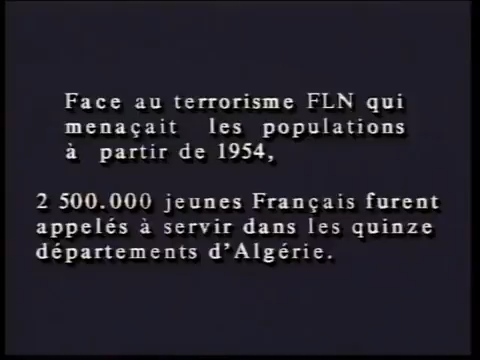 Face au terrorisme FLN qui
menaçait les populations
à partir de 1954,
2 500.000 jeunes Français furent
appelés à servir dans les quinze
départements d'Algérie.